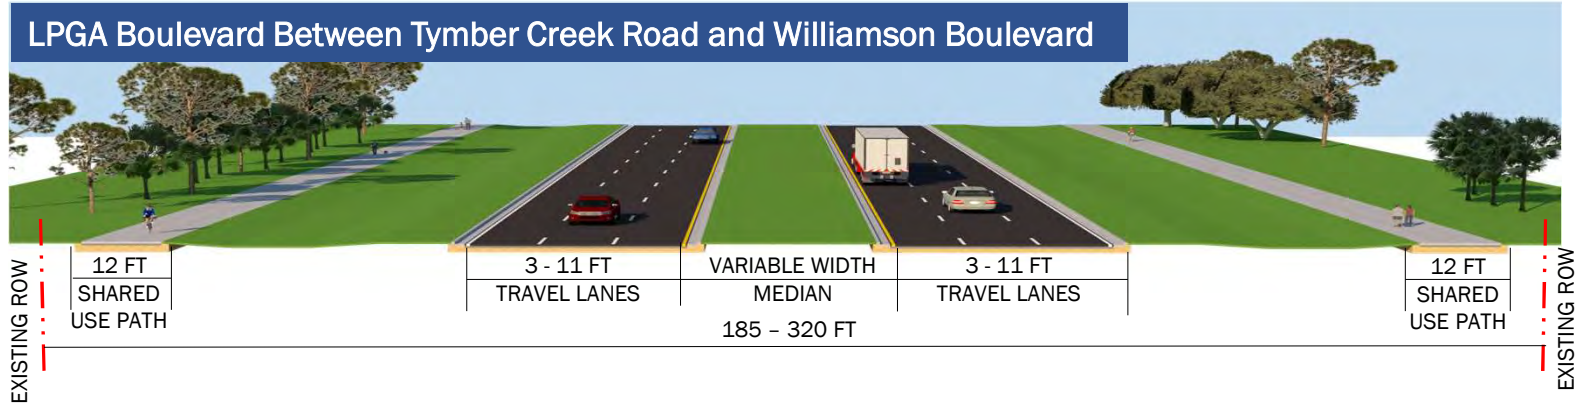 LPGA Boulevard Between Tymber Creek Road and Williamson Boulevard
EXISTING ROW
12 FT
SHARED
USE PATH
3 - 11 FT
TRAVEL LANES
VARIABLE WIDTH
MEDIAN
3 - 11 FT
TRAVEL LANES
12 FT
SHARED
USE PATH
185 – 320 FT
EXISTING ROW